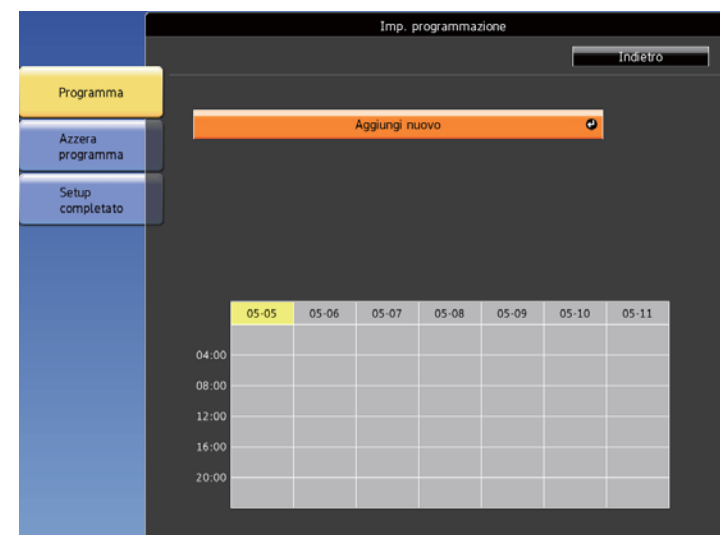 Imp. programmazione
Indietro
Programma
Azzera
programma
Setup
completato
Aggiungi nuovo
05-05 05-06 05-07 05-08 05-09 05-10 05-11
04:00
08:00
12:00
16:00
20:00